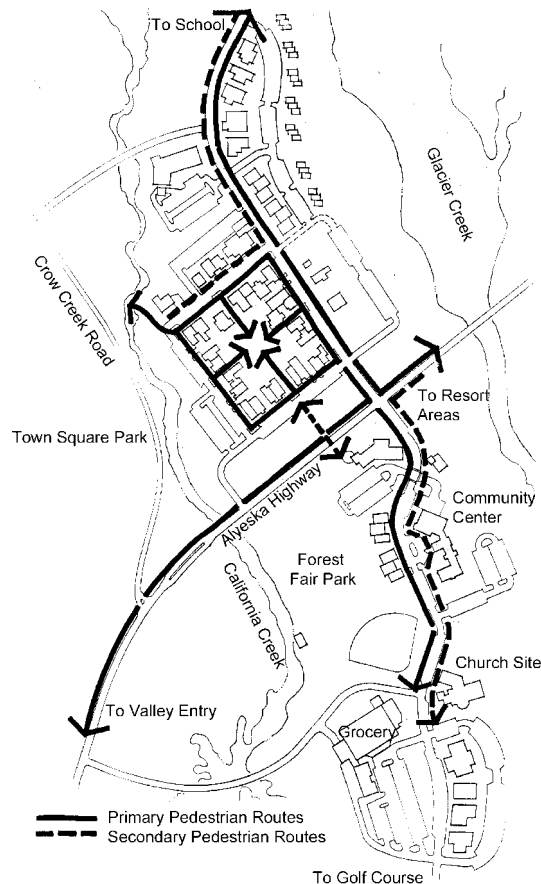 To School
Glacier Creek
Crow Creek Road
To Resort
Areas
Town Square Park
Alyeska Highway
Community
Center
Forest
Fair Park
California Creek
Church Site
To Valley Entry
Grocery
Primary Pedestrian Routes
Secondary Pedestrian Routes
To Golf Course